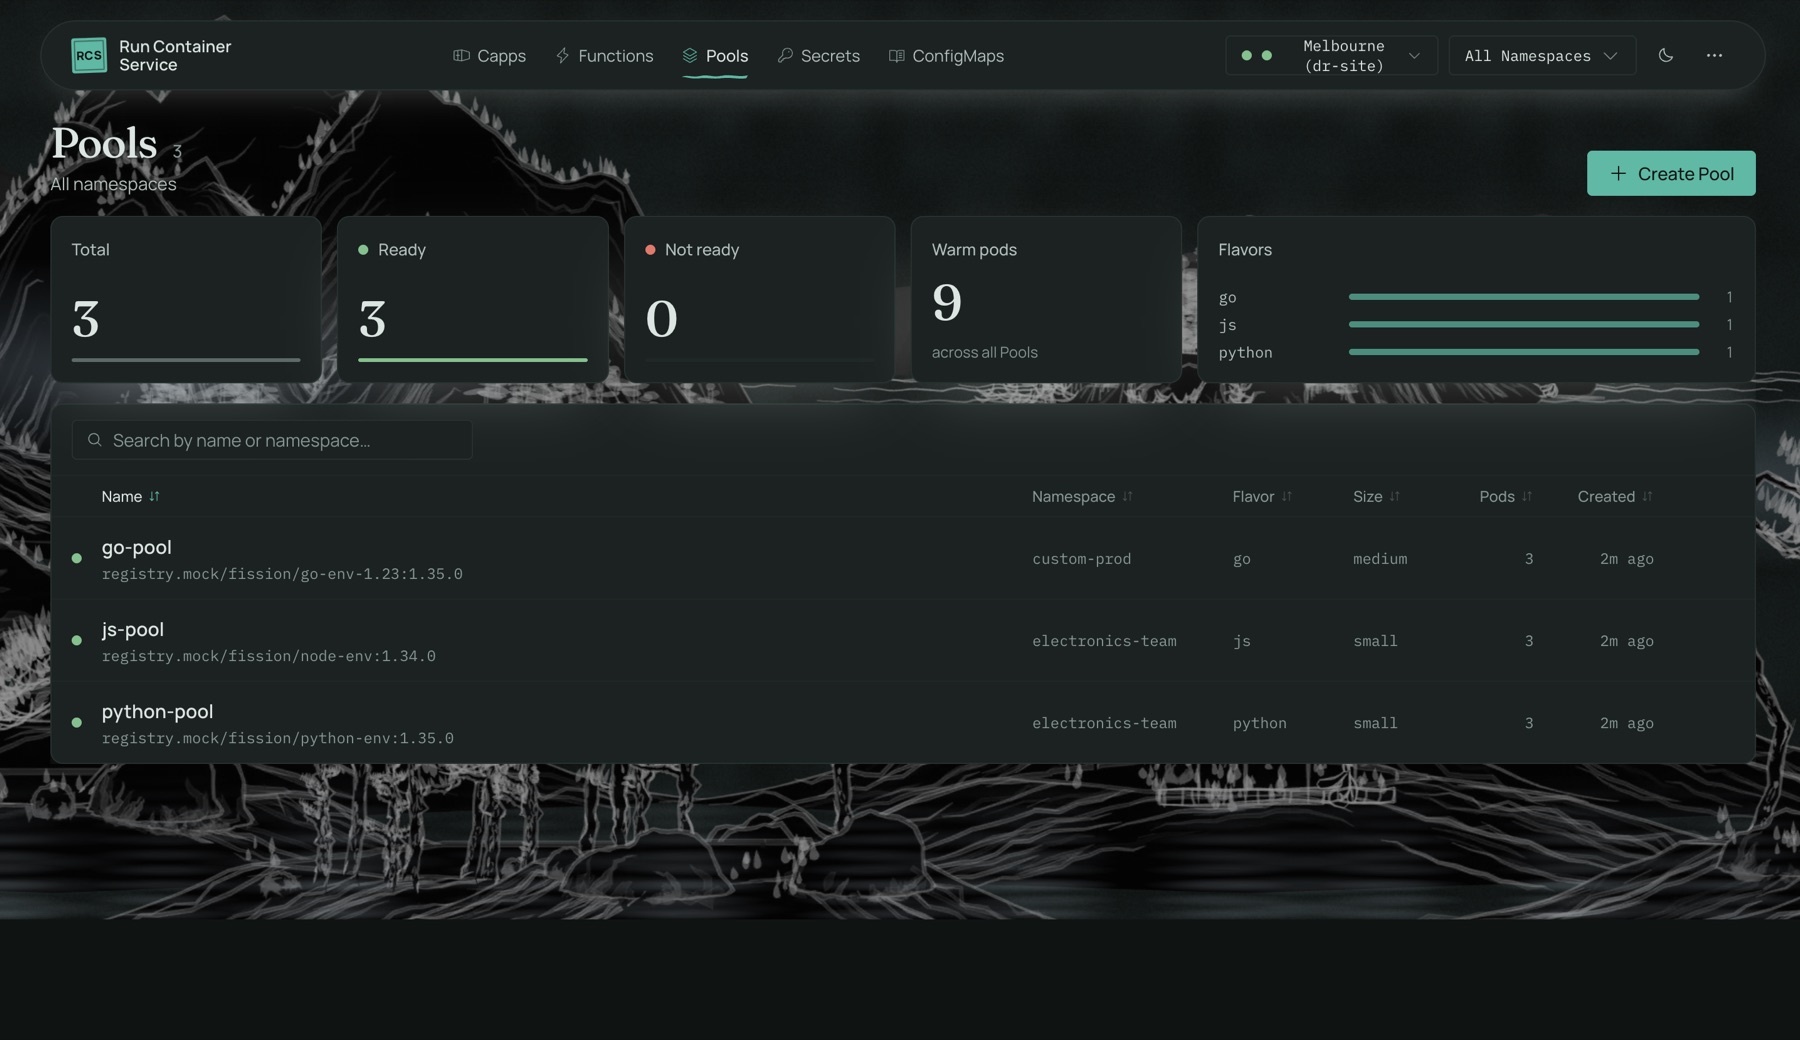 RCS
Run Container
Service
Capps
Functions
Pools
Secrets
ConfigMaps
Melbourne
(dr-site)
All Namespaces
Pools 3
All namespaces
Create Pool
Total
3
Ready
3
Not ready
0
Warm pods
9
across all Pools
Flavors
go 1
js 1
python 1
Search by name or namespace...
Name Namespace Flavor Size Pods Created
go-pool
registry.mock/fission/go-env-1.23:1.35.0
custom-prod go medium 3 2m ago
js-pool
registry.mock/fission/node-env:1.34.0
electronics-team js small 3 2m ago
python-pool
registry.mock/fission/python-env:1.35.0
electronics-team python small 3 2m ago